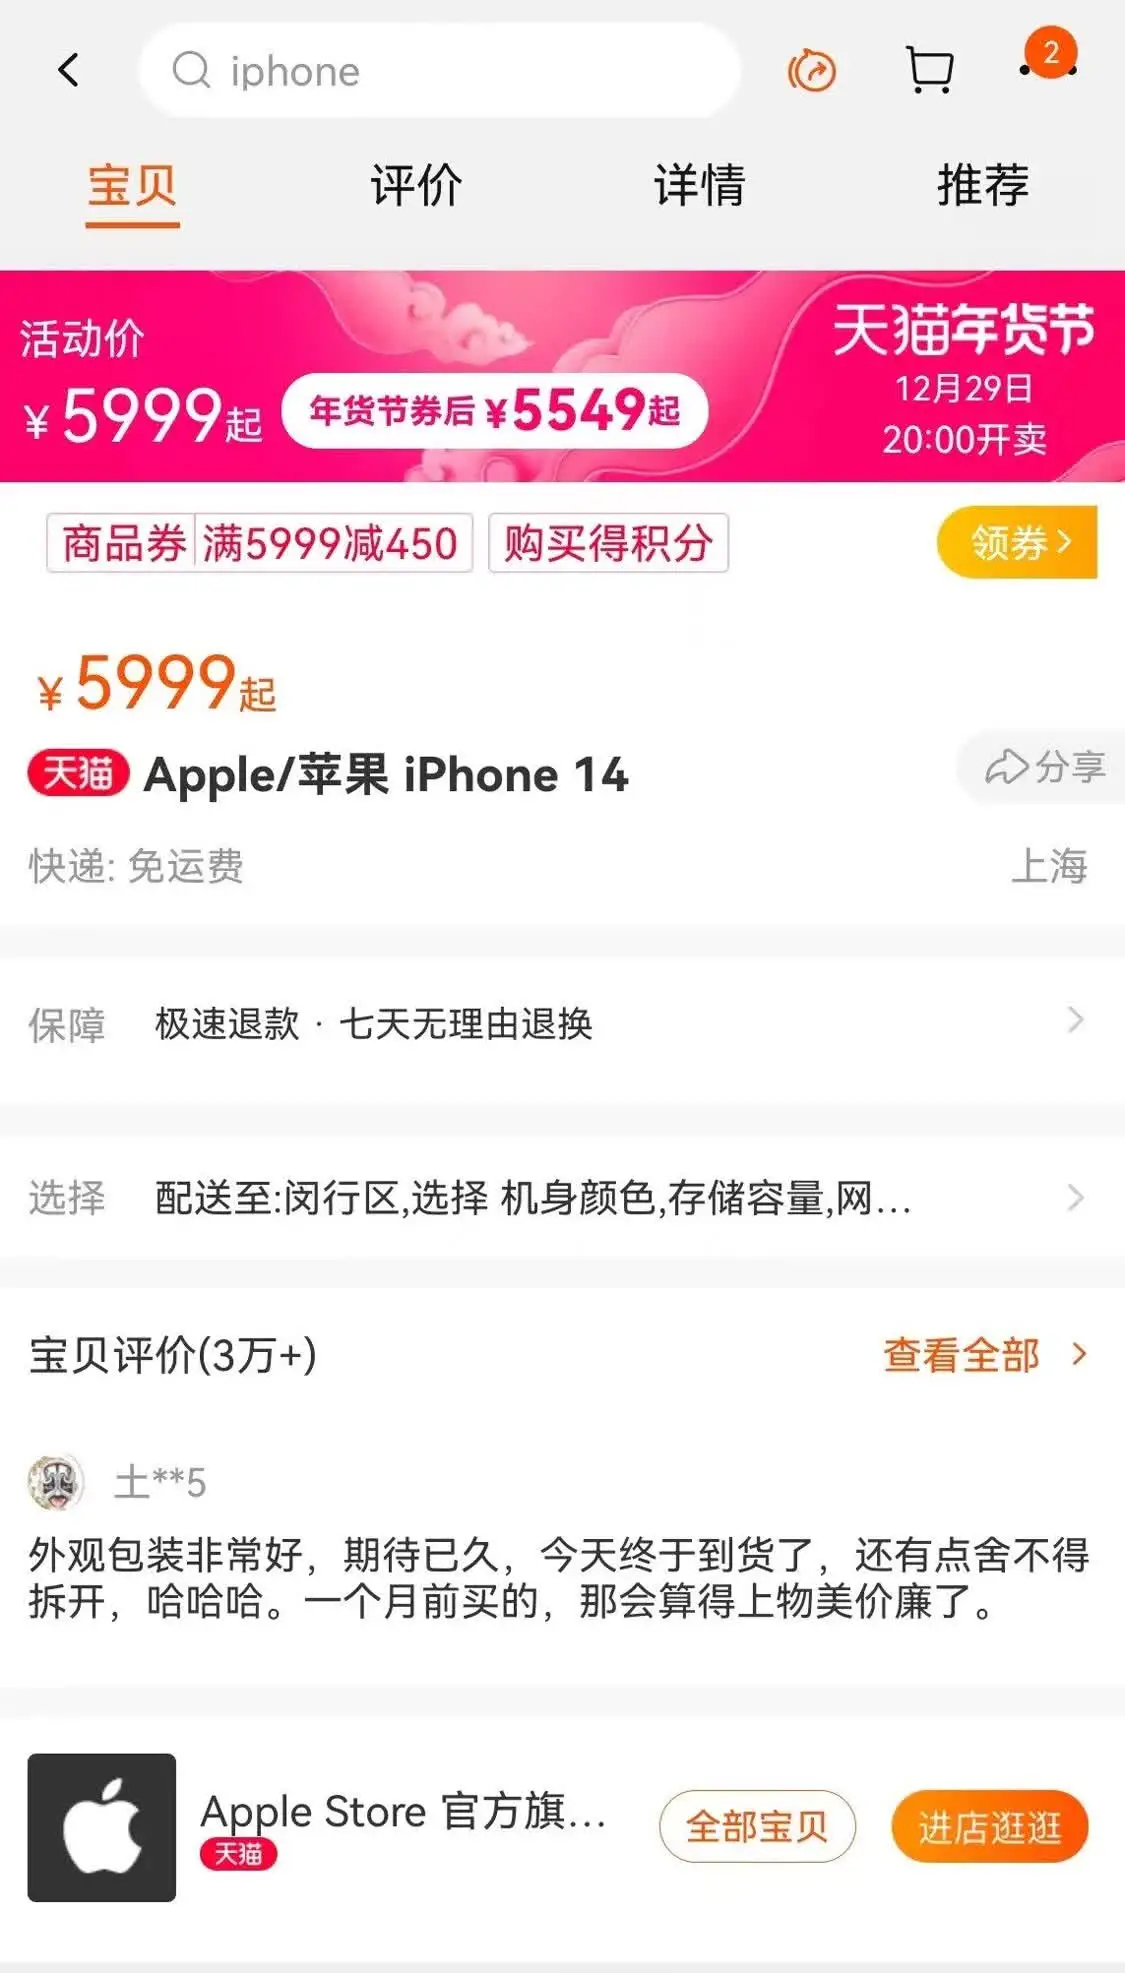 iphone
2
宝贝 评价 详情 推荐
活动价
¥5999起
年货节券后¥5549起
天猫年货节
12月29日
20:00开卖
商品券 满5999减450 购买得积分 领券
¥5999起
天猫 Apple/苹果 iPhone 14 分享
快递: 免运费 上海
保障 极速退款 · 七天无理由退换
选择 配送至:闵行区,选择 机身颜色,存储容量,网...
宝贝评价(3万+) 查看全部
土**5
外观包装非常好，期待已久，今天终于到货了，还有点舍不得
拆开，哈哈哈。一个月前买的，那会算得上物美价廉了。
Apple Store 官方旗... 全部宝贝 进店逛逛
天猫